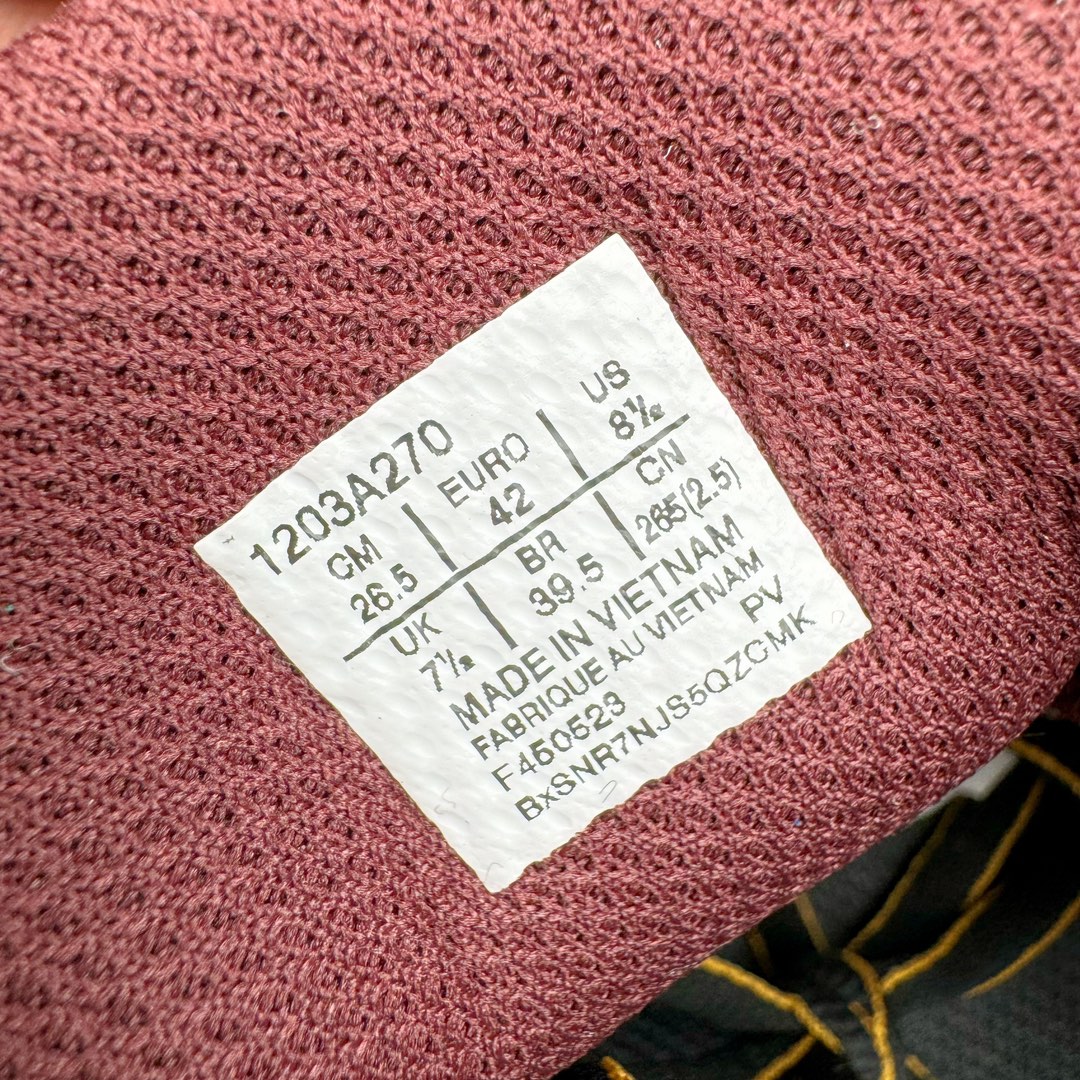 1203A270
CM EURO US
26.5 42 8½
UK BR CN
7½ 39.5 265(2.5)
MADE IN VIETNAM
FABRIQUE AU VIETNAM
F450523 PV
BxSNR7NJS5QZCMK